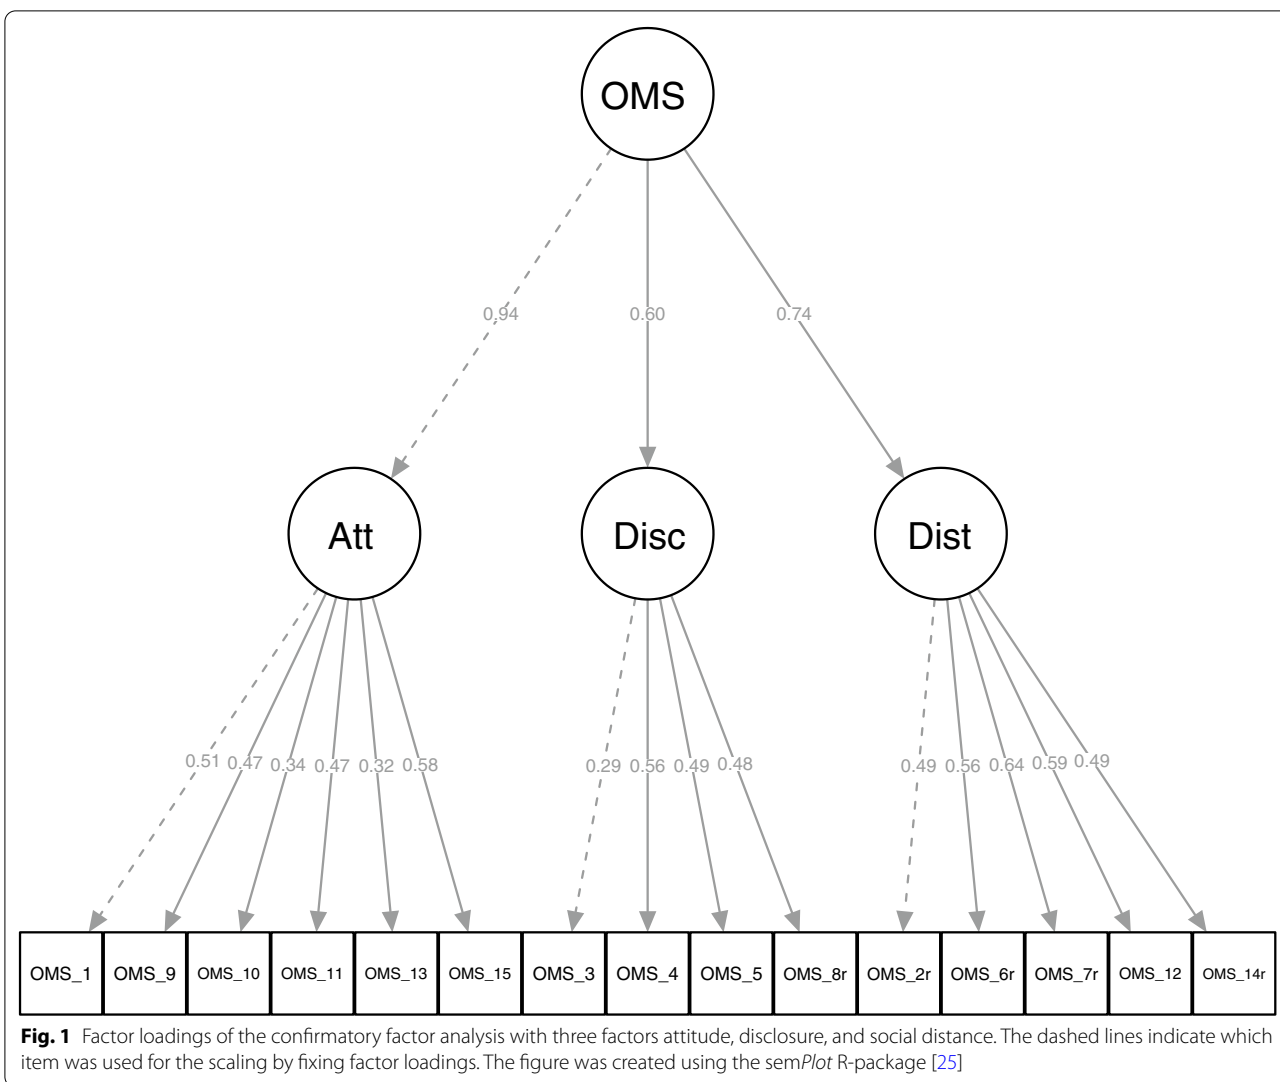 OMS
0.94 0.60 0.74
Att Disc Dist
0.51 0.47 0.34 0.47 0.32 0.58 0.29 0.56 0.49 0.48 0.49 0.56 0.64 0.59 0.49
OMS_1 OMS_9 OMS_10 OMS_11 OMS_13 OMS_15 OMS_3 OMS_4 OMS_5 OMS_8r OMS_2r OMS_6r OMS_7r OMS_12 OMS_14r
Fig. 1 Factor loadings of the confirmatory factor analysis with three factors attitude, disclosure, and social distance. The dashed lines indicate which
item was used for the scaling by fixing factor loadings. The figure was created using the semPlot R-package [25]